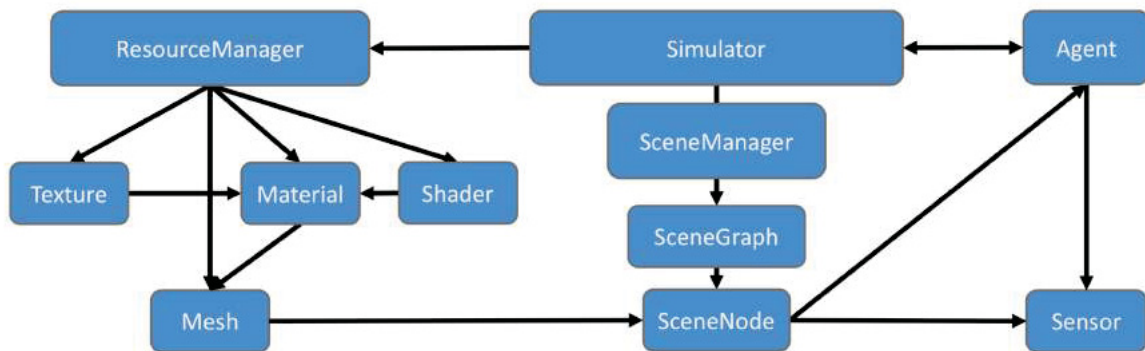 ResourceManager
Simulator
Agent
SceneManager
Texture
Material
Shader
SceneGraph
Mesh
SceneNode
Sensor